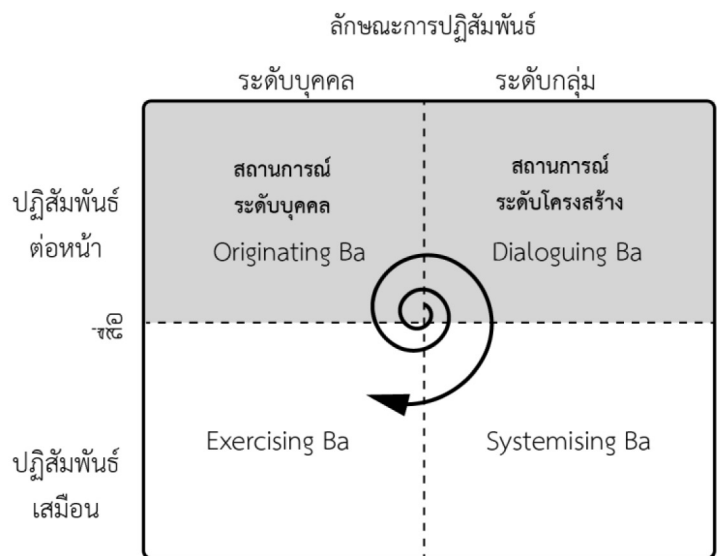 ลักษณะการปฏิสัมพันธ์
ระดับบุคคล
ระดับกลุ่ม
ปฏิสัมพันธ์
ต่อหน้า
สถานการณ์
ระดับบุคคล
Originating Ba
สถานการณ์
ระดับโครงสร้าง
Dialoguing Ba
สื่อ
ปฏิสัมพันธ์
เสมือน
Exercising Ba
Systemising Ba